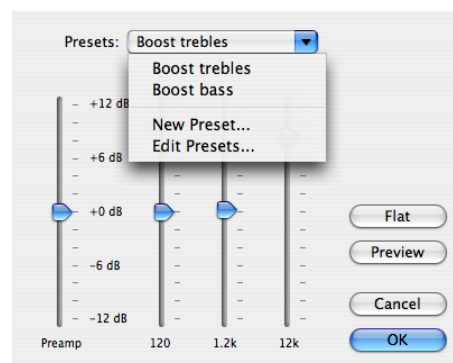 Presets: Boost trebles
Boost trebles
Boost bass
New Preset...
Edit Presets...
+12 dB
+6 dB
+0 dB
-6 dB
-12 dB
Flat
Preview
Cancel
OK
Preamp 120 1.2k 12k